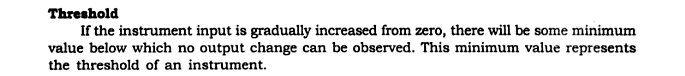 Threshold
If the instrument input is gradually increased from zero, there will be some minimum
value below which no output change can be observed. This minimum value represents
the threshold of an instrument.